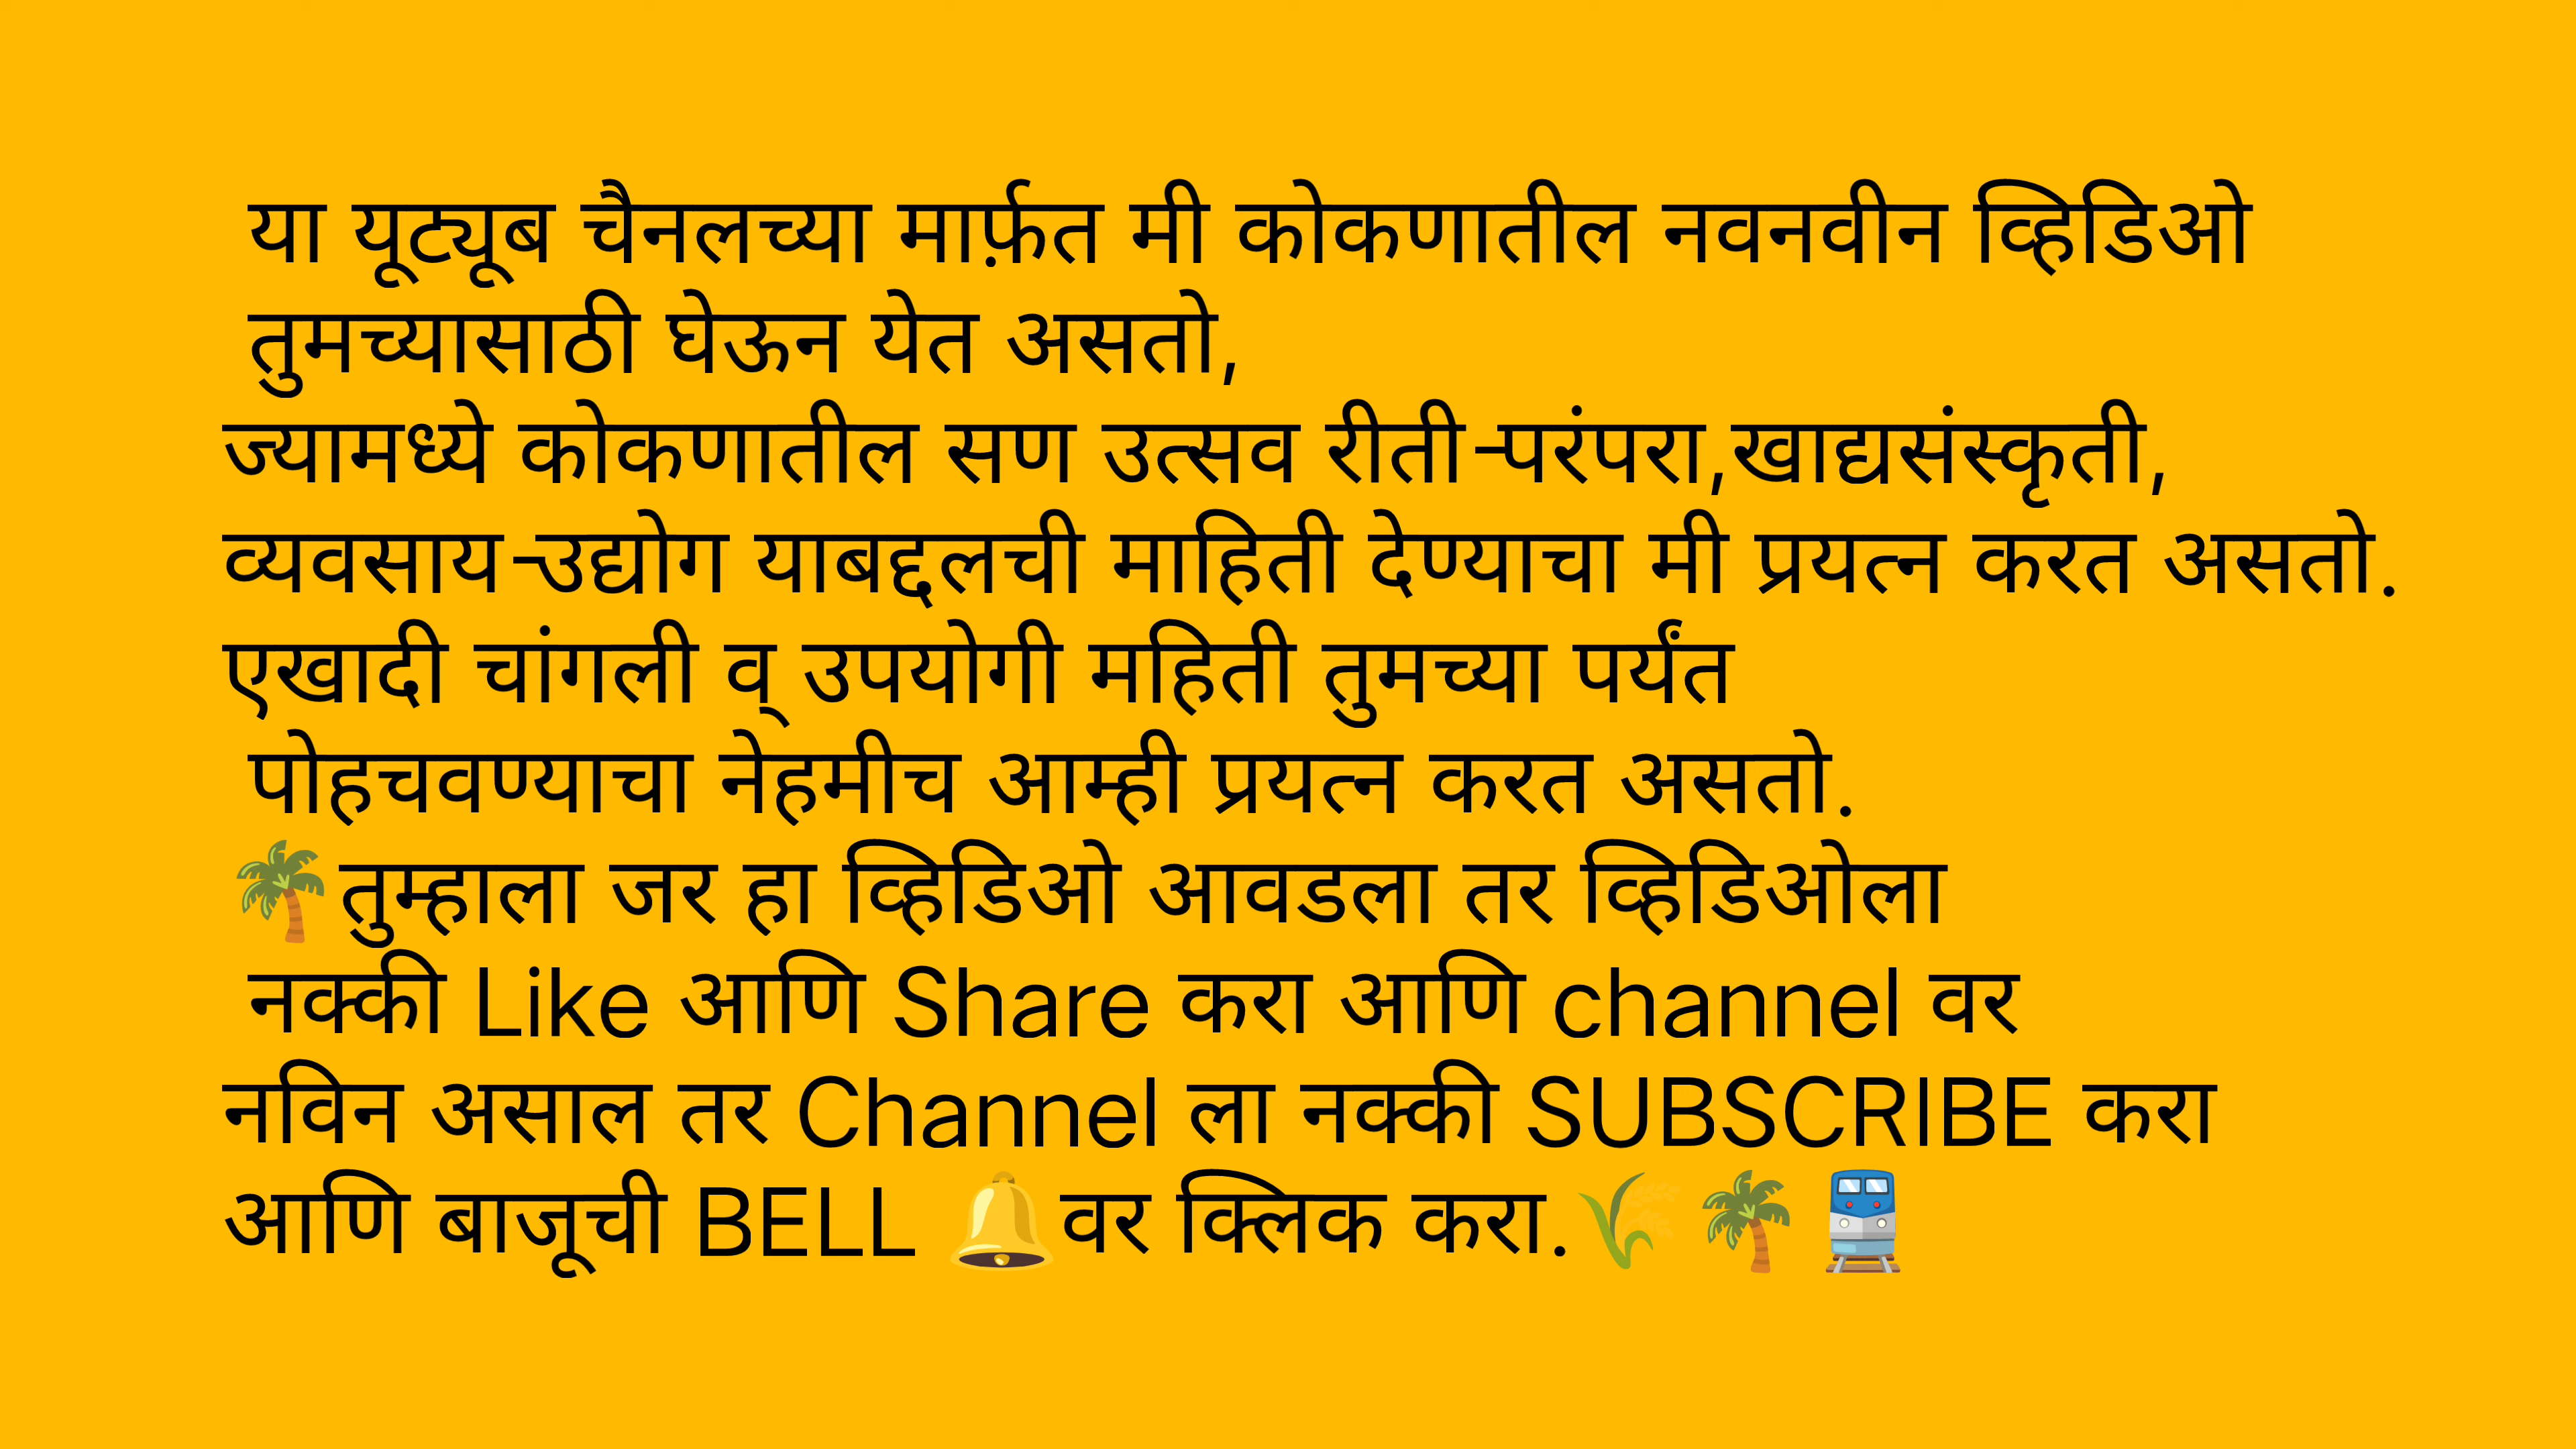 या यूट्यूब चैनलच्या मार्फ़त मी कोकणातील नवनवीन व्हिडिओ
तुमच्यासाठी घेऊन येत असतो,
ज्यामध्ये कोकणातील सण उत्सव रीती-परंपरा,खाद्यसंस्कृती,
व्यवसाय-उद्योग याबद्दलची माहिती देण्याचा मी प्रयत्न करत असतो.
एखादी चांगली व् उपयोगी महिती तुमच्या पर्यंत
पोहचवण्याचा नेहमीच आम्ही प्रयत्न करत असतो.
🌴तुम्हाला जर हा व्हिडिओ आवडला तर व्हिडिओला
नक्की Like आणि Share करा आणि channel वर
नविन असाल तर Channel ला नक्की SUBSCRIBE करा
आणि बाजूची BELL 🔔वर क्लिक करा.🌾🌴🚆